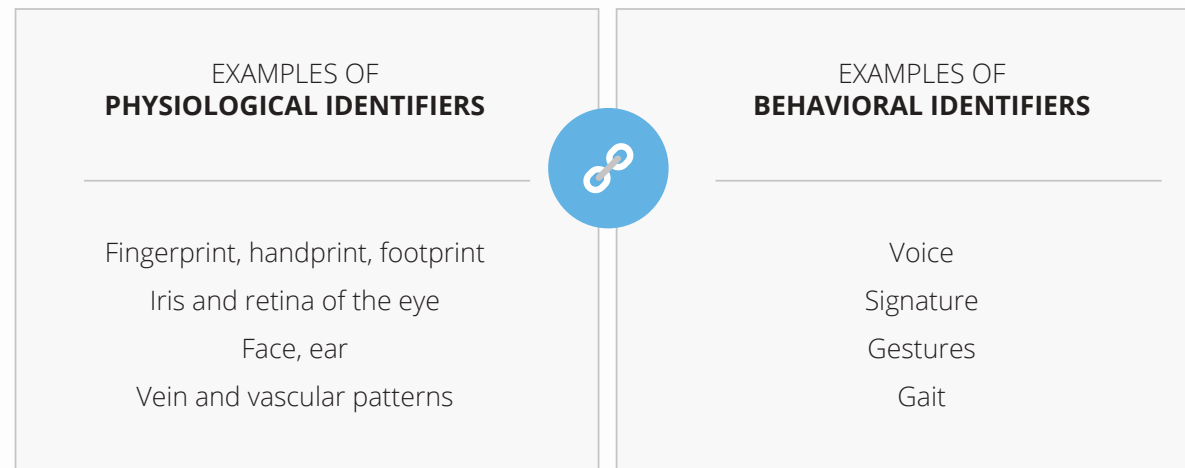 EXAMPLES OF
PHYSIOLOGICAL IDENTIFIERS
Fingerprint, handprint, footprint
Iris and retina of the eye
Face, ear
Vein and vascular patterns
EXAMPLES OF
BEHAVIORAL IDENTIFIERS
Voice
Signature
Gestures
Gait